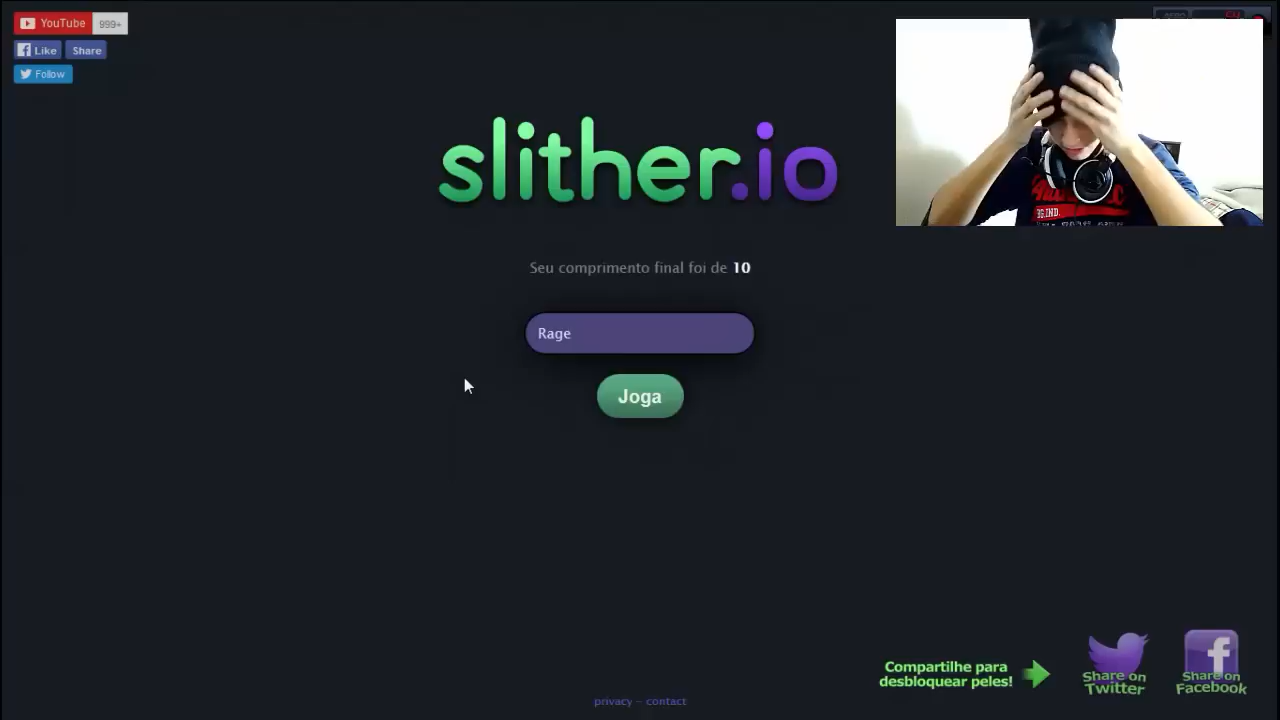 YouTube 999+
Like Share
Follow
slither.io
Seu comprimento final foi de 10
Rage
Joga
Compartilhe para
desbloquear peles!
Share on
Twitter
Share on
Facebook
privacy - contact